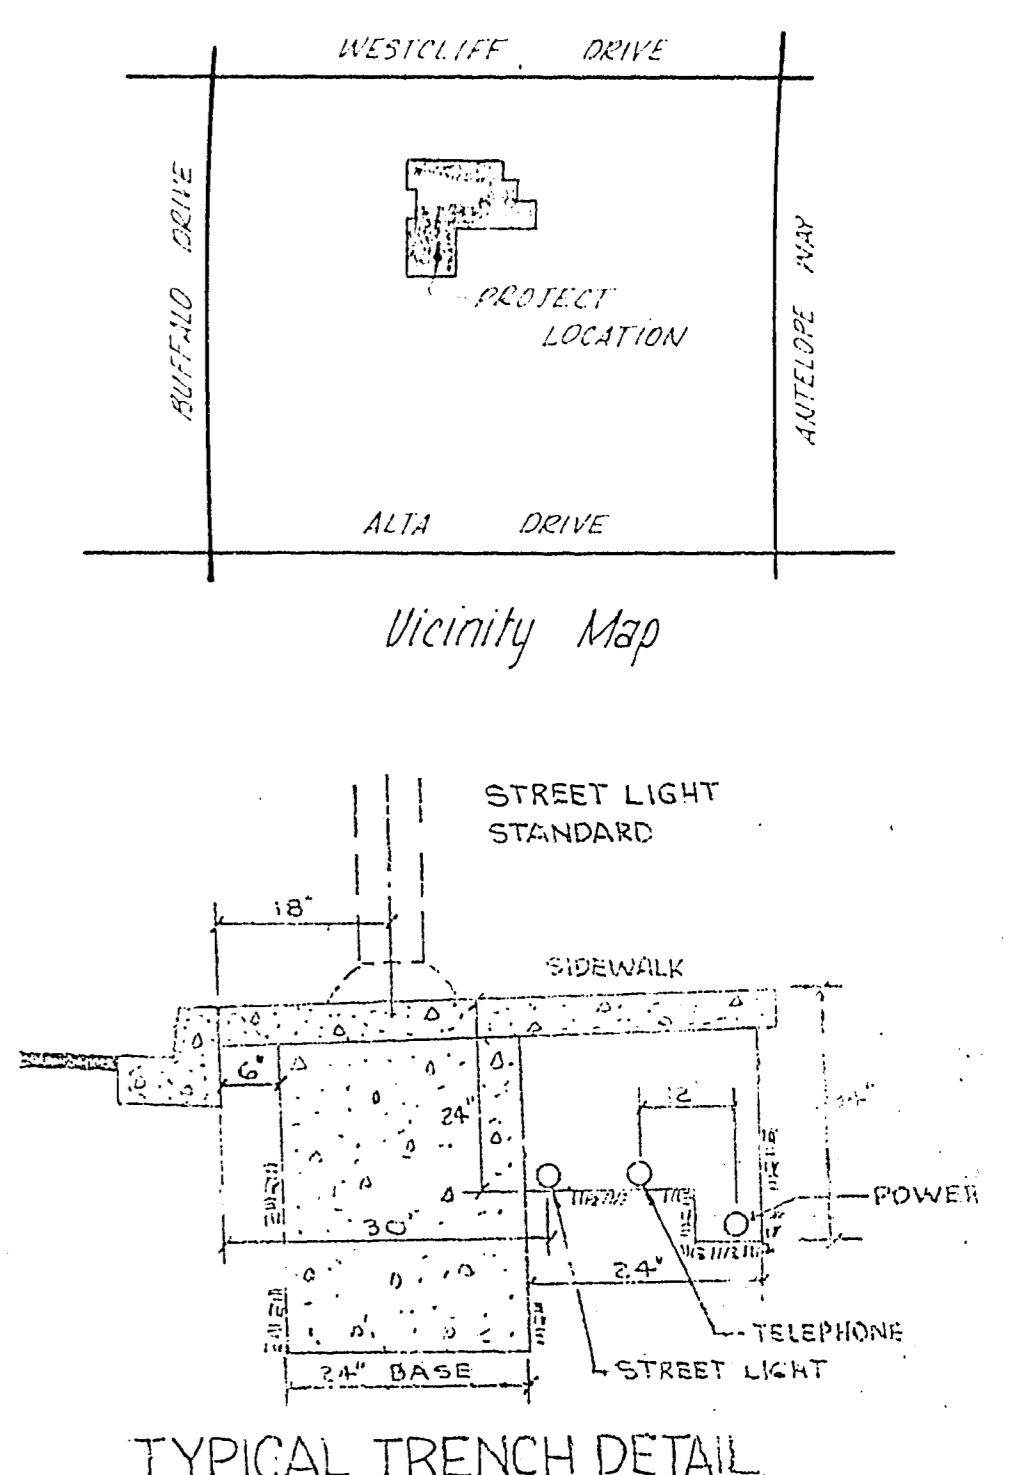 WESTCLIFF DRIVE
BUFFALO DRIVE
ANTELOPE WAY
PROJECT
LOCATION
ALTA DRIVE
Vicinity Map
STREET LIGHT
STANDARD
18"
SIDEWALK
6"
24"
12"
POWER
30"
24"
TELEPHONE
STREET LIGHT
24" BASE
TYPICAL TRENCH DETAIL